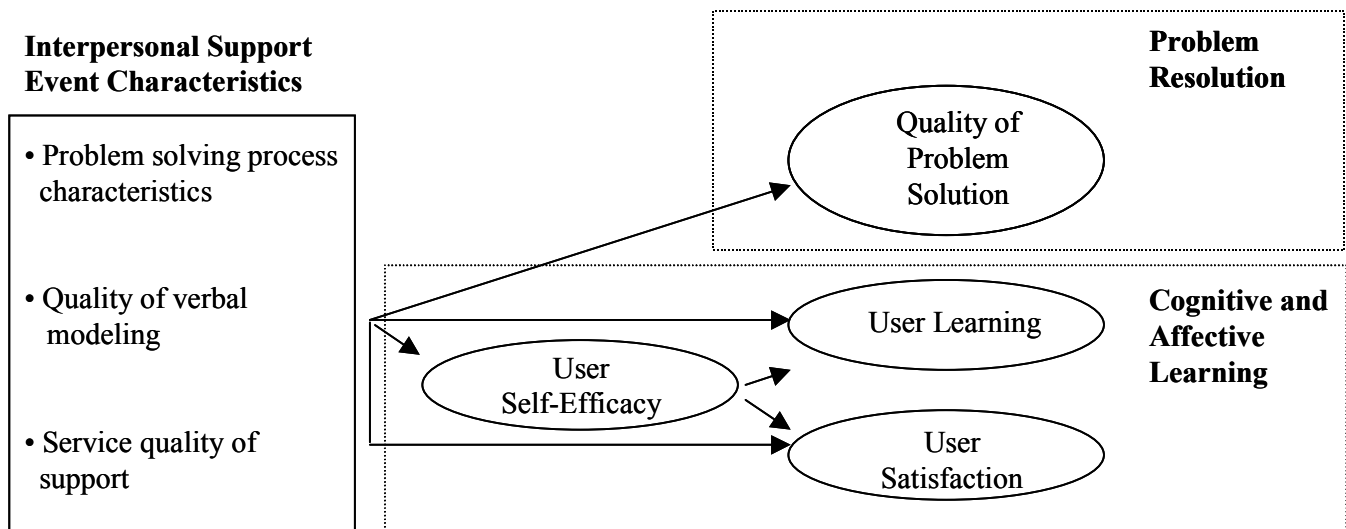 Interpersonal Support
Event Characteristics
• Problem solving process
characteristics
• Quality of verbal
modeling
• Service quality of
support
Problem
Resolution
Quality of
Problem
Solution
Cognitive and
Affective
Learning
User Learning
User
Self-Efficacy
User
Satisfaction